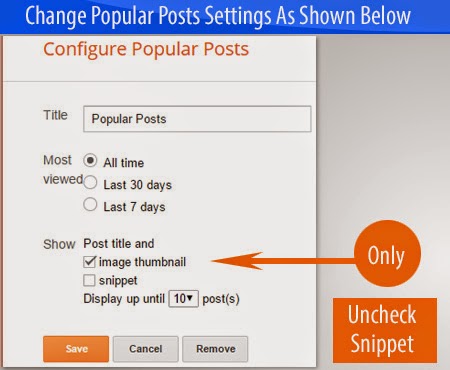 Change Popular Posts Settings As Shown Below
Configure Popular Posts
Title
Popular Posts
Most
viewed
All time
Last 30 days
Last 7 days
Show
Post title and
image thumbnail
snippet
Display up until 10 post(s)
Only
Uncheck
Snippet
Save
Cancel
Remove